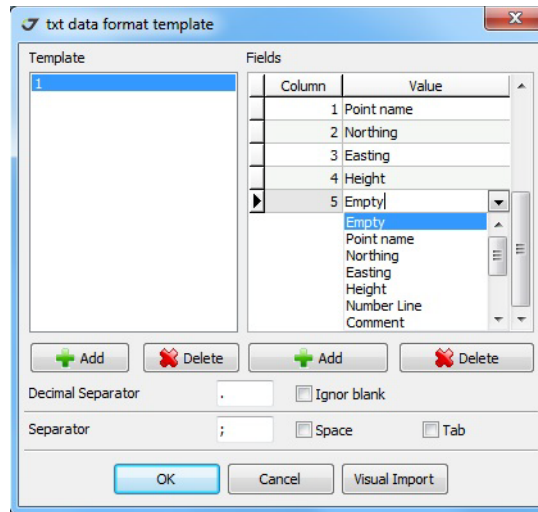 txt data format template
Template
Fields
1
Column Value
1 Point name
2 Northing
3 Easting
4 Height
5 Empty
Empty
Point name
Northing
Easting
Height
Number Line
Comment
Add Delete Add Delete
Decimal Separator . Ignor blank
Separator ; Space Tab
OK Cancel Visual Import